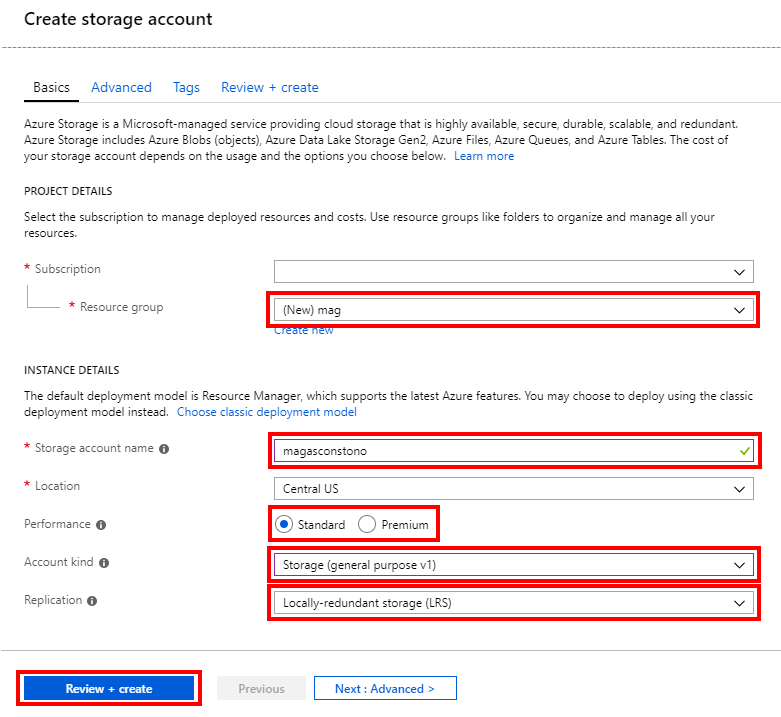 Create storage account
Basics Advanced Tags Review + create
Azure Storage is a Microsoft-managed service providing cloud storage that is highly available, secure, durable, scalable, and redundant.
Azure Storage includes Azure Blobs (objects), Azure Data Lake Storage Gen2, Azure Files, Azure Queues, and Azure Tables. The cost of
your storage account depends on the usage and the options you choose below. Learn more
PROJECT DETAILS
Select the subscription to manage deployed resources and costs. Use resource groups like folders to organize and manage all your
resources.
* Subscription
* Resource group (New) mag
Create new
INSTANCE DETAILS
The default deployment model is Resource Manager, which supports the latest Azure features. You may choose to deploy using the classic
deployment model instead. Choose classic deployment model
* Storage account name magasconstono
* Location Central US
Performance Standard Premium
Account kind Storage (general purpose v1)
Replication Locally-redundant storage (LRS)
Review + create Previous Next : Advanced >